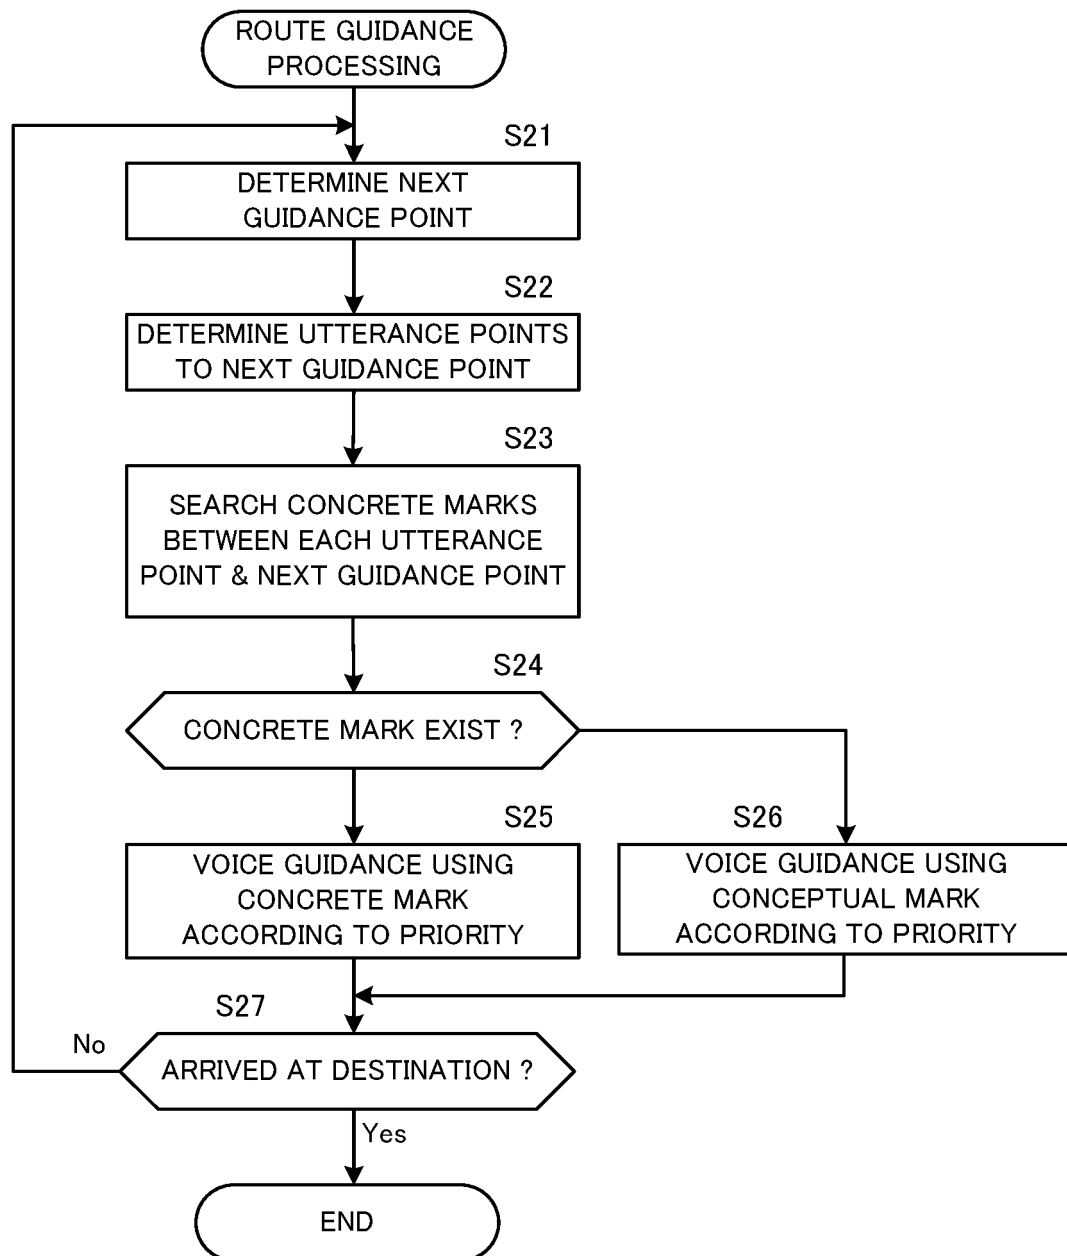 ROUTE GUIDANCE
PROCESSING
S21
DETERMINE NEXT
GUIDANCE POINT
S22
DETERMINE UTTERANCE POINTS
TO NEXT GUIDANCE POINT
S23
SEARCH CONCRETE MARKS
BETWEEN EACH UTTERANCE
POINT & NEXT GUIDANCE POINT
S24
CONCRETE MARK EXIST ?
S25
VOICE GUIDANCE USING
CONCRETE MARK
ACCORDING TO PRIORITY
S26
VOICE GUIDANCE USING
CONCEPTUAL MARK
ACCORDING TO PRIORITY
S27
No
ARRIVED AT DESTINATION ?
Yes
END